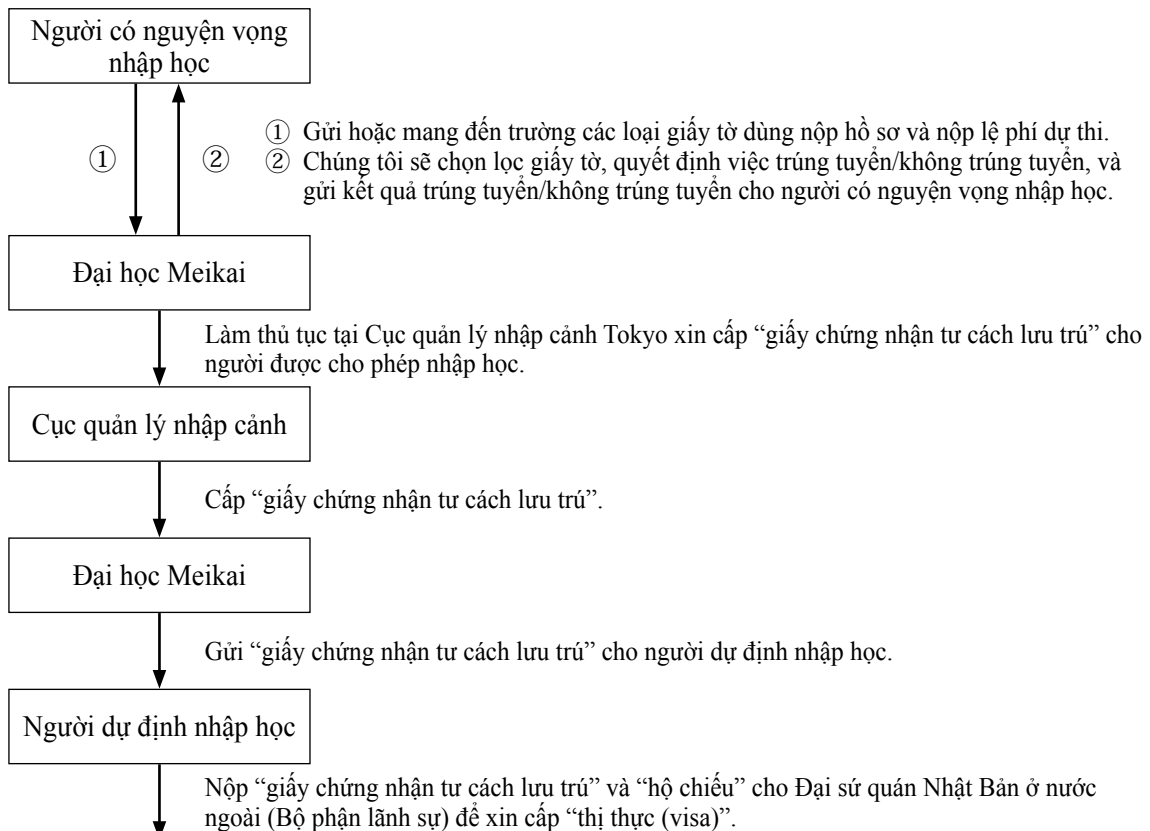 Người có nguyện vọng
nhập học
① Gửi hoặc mang đến trường các loại giấy tờ dùng nộp hồ sơ và nộp lệ phí dự thi.
① ② ② Chúng tôi sẽ chọn lọc giấy tờ, quyết định việc trúng tuyển/không trúng tuyển, và
gửi kết quả trúng tuyển/không trúng tuyển cho người có nguyện vọng nhập học.
Đại học Meikai
Làm thủ tục tại Cục quản lý nhập cảnh Tokyo xin cấp “giấy chứng nhận tư cách lưu trú” cho
người được cho phép nhập học.
Cục quản lý nhập cảnh
Cấp “giấy chứng nhận tư cách lưu trú”.
Đại học Meikai
Gửi “giấy chứng nhận tư cách lưu trú” cho người dự định nhập học.
Người dự định nhập học
Nộp “giấy chứng nhận tư cách lưu trú” và “hộ chiếu” cho Đại sứ quán Nhật Bản ở nước
ngoài (Bộ phận lãnh sự) để xin cấp “thị thực (visa)”.